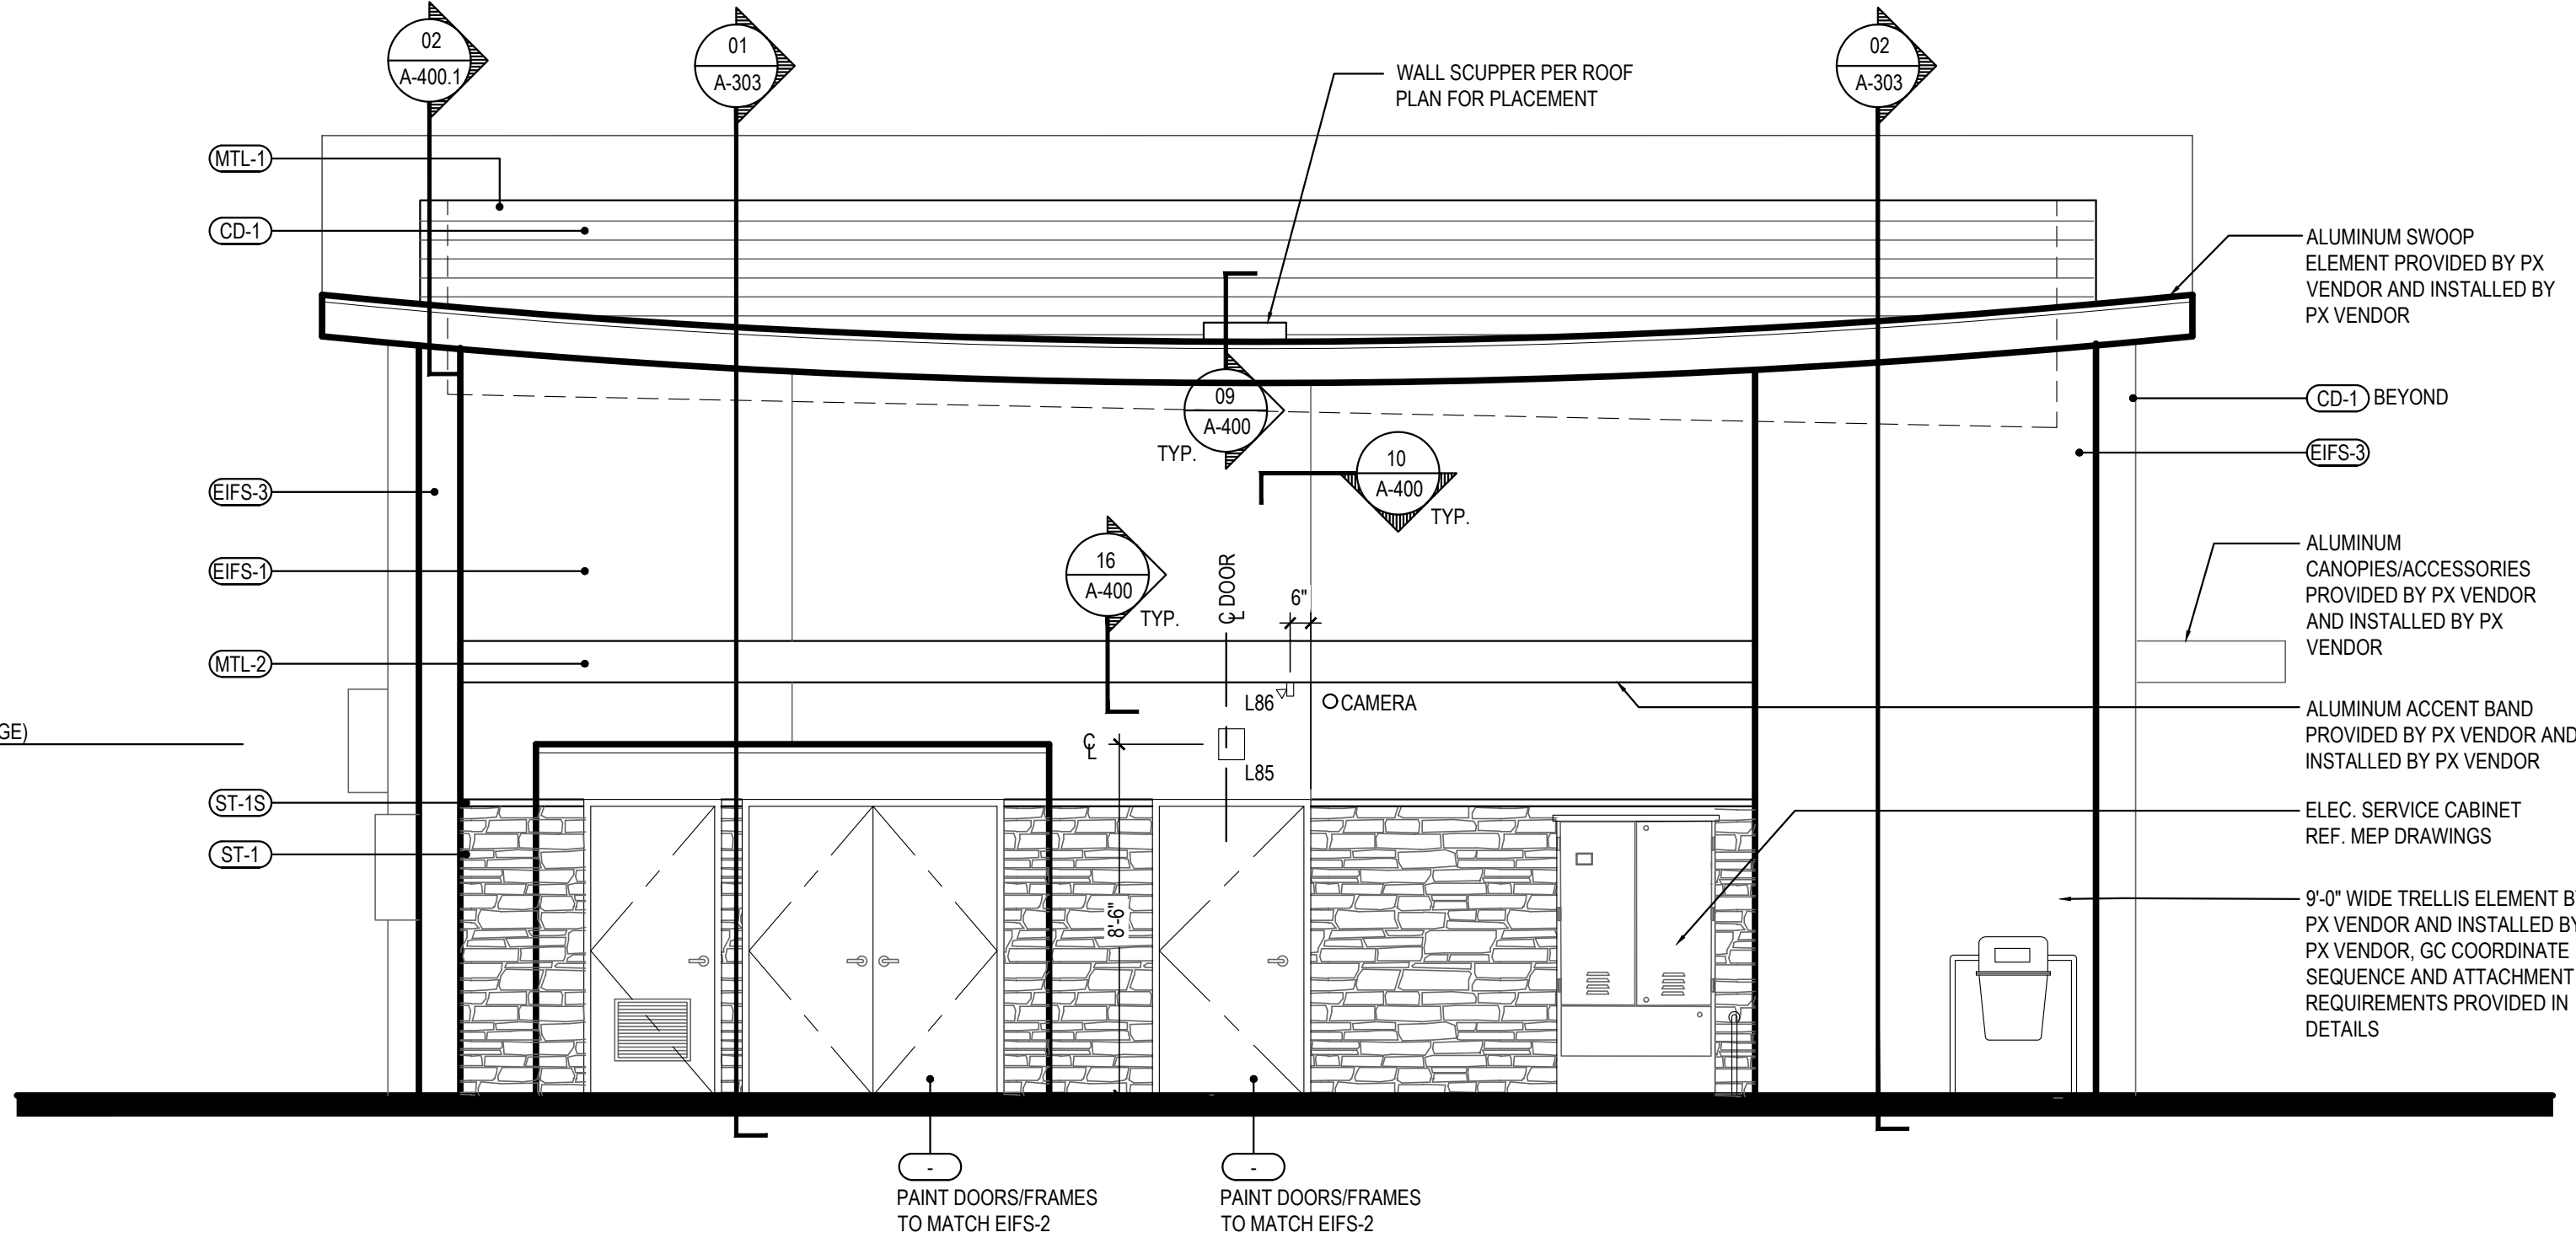 02
A-400.1
01
A-303
02
A-303
WALL SCUPPER PER ROOF
PLAN FOR PLACEMENT
MTL-1
CD-1
ALUMINUM SWOOP
ELEMENT PROVIDED BY PX
VENDOR AND INSTALLED BY
PX VENDOR
09
A-400
TYP.
CD-1 BEYOND
10
A-400
TYP.
EIFS-3
EIFS-3
EIFS-1
16
A-400
TYP.
CL DOOR
6"
ALUMINUM
CANOPIES/ACCESSORIES
PROVIDED BY PX VENDOR
AND INSTALLED BY PX
VENDOR
MTL-2
L86
CAMERA
GE)
CL
L85
ALUMINUM ACCENT BAND
PROVIDED BY PX VENDOR AND
INSTALLED BY PX VENDOR
ST-1S
ST-1
ELEC. SERVICE CABINET
REF. MEP DRAWINGS
8'-6"
9'-0" WIDE TRELLIS ELEMENT B
PX VENDOR AND INSTALLED BY
PX VENDOR, GC COORDINATE
SEQUENCE AND ATTACHMENT
REQUIREMENTS PROVIDED IN
DETAILS
-
PAINT DOORS/FRAMES
TO MATCH EIFS-2
-
PAINT DOORS/FRAMES
TO MATCH EIFS-2